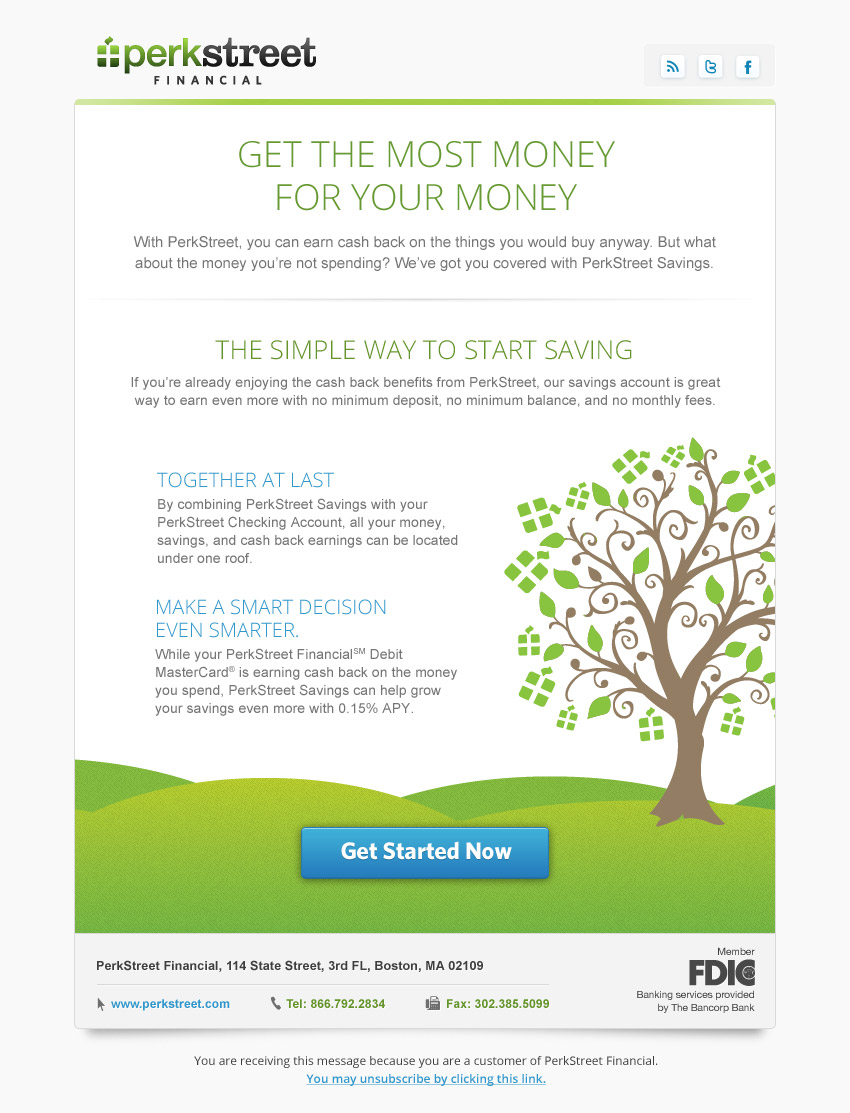 perkstreet
FINANCIAL
GET THE MOST MONEY
FOR YOUR MONEY
With PerkStreet, you can earn cash back on the things you would buy anyway. But what
about the money you’re not spending? We’ve got you covered with PerkStreet Savings.
THE SIMPLE WAY TO START SAVING
If you’re already enjoying the cash back benefits from PerkStreet, our savings account is great
way to earn even more with no minimum deposit, no minimum balance, and no monthly fees.
TOGETHER AT LAST
By combining PerkStreet Savings with your
PerkStreet Checking Account, all your money,
savings, and cash back earnings can be located
under one roof.
MAKE A SMART DECISION
EVEN SMARTER.
While your PerkStreet Financial℠ Debit
MasterCard® is earning cash back on the money
you spend, PerkStreet Savings can help grow
your savings even more with 0.15% APY.
Get Started Now
PerkStreet Financial, 114 State Street, 3rd FL, Boston, MA 02109
www.perkstreet.com Tel: 866.792.2834 Fax: 302.385.5099
Member
FDIC
Banking services provided
by The Bancorp Bank
You are receiving this message because you are a customer of PerkStreet Financial.
You may unsubscribe by clicking this link.